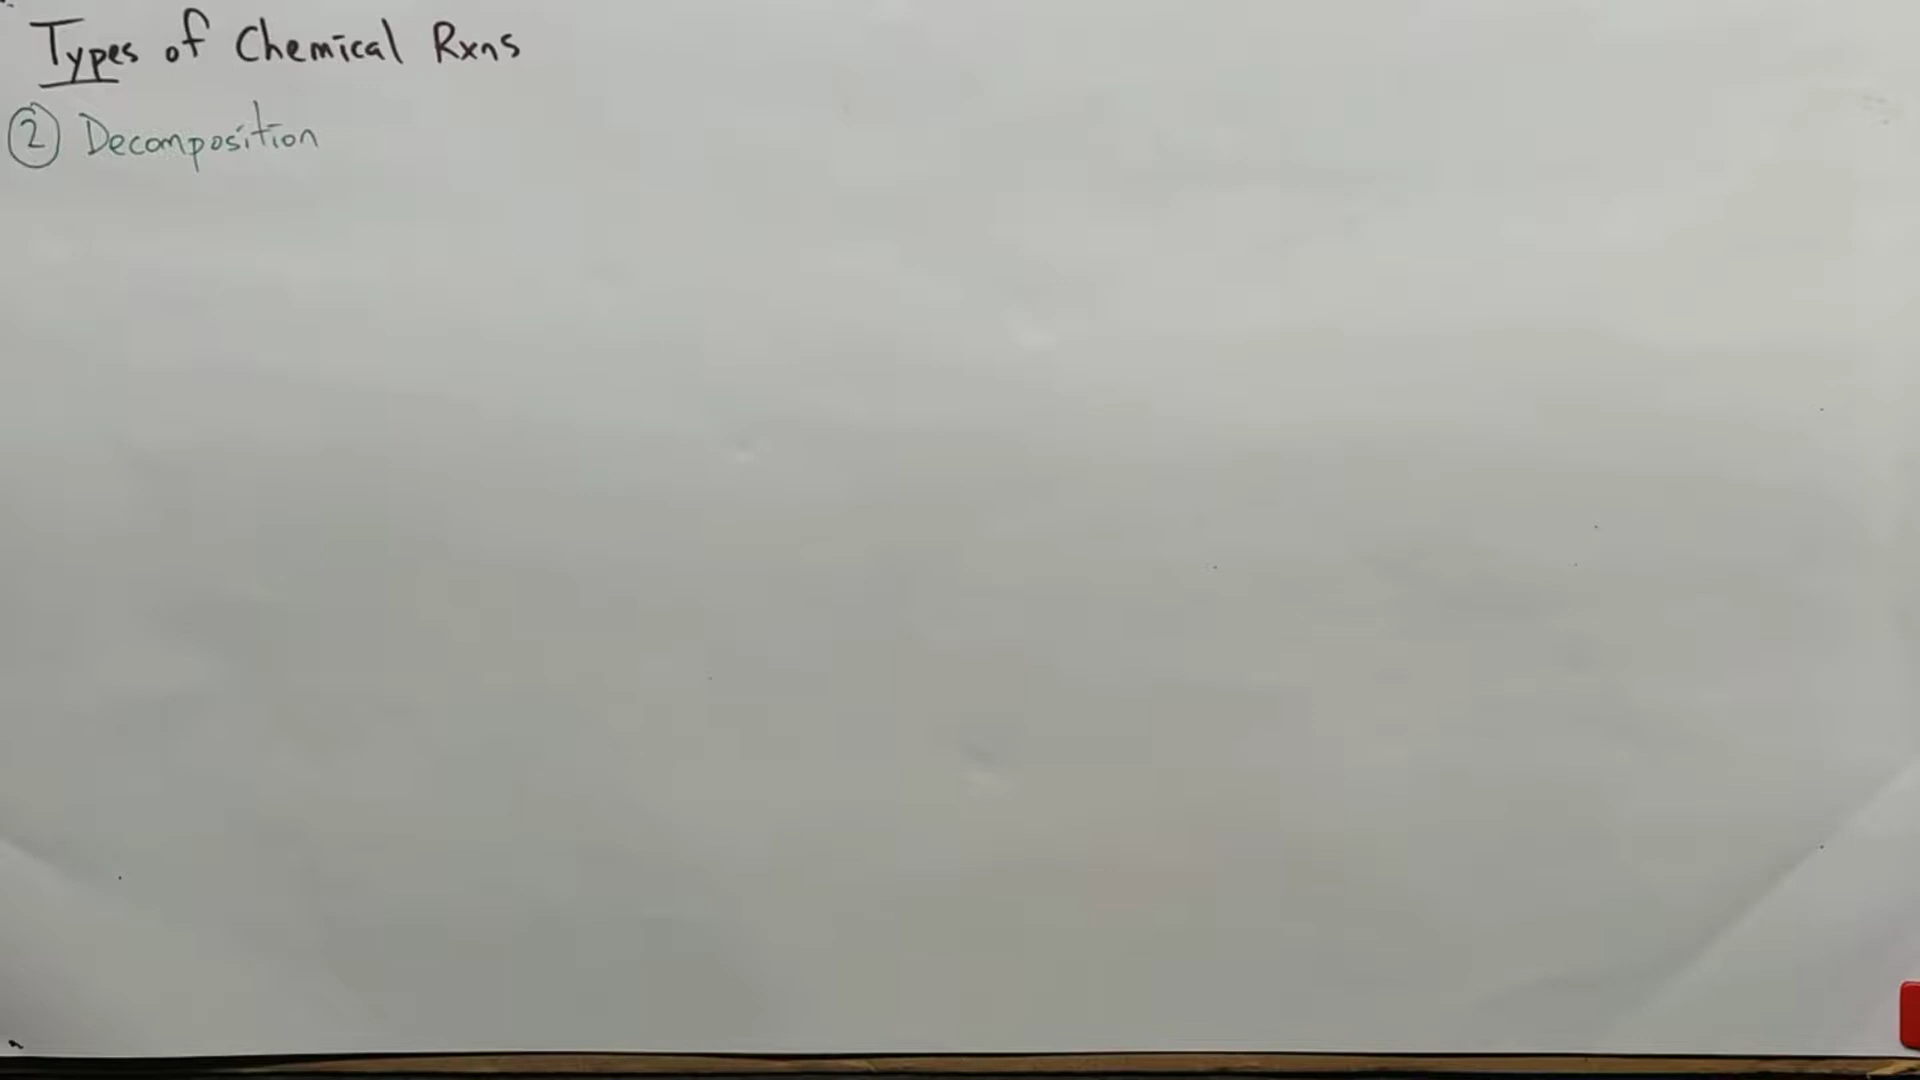 Types of Chemical Rxns
② Decomposition